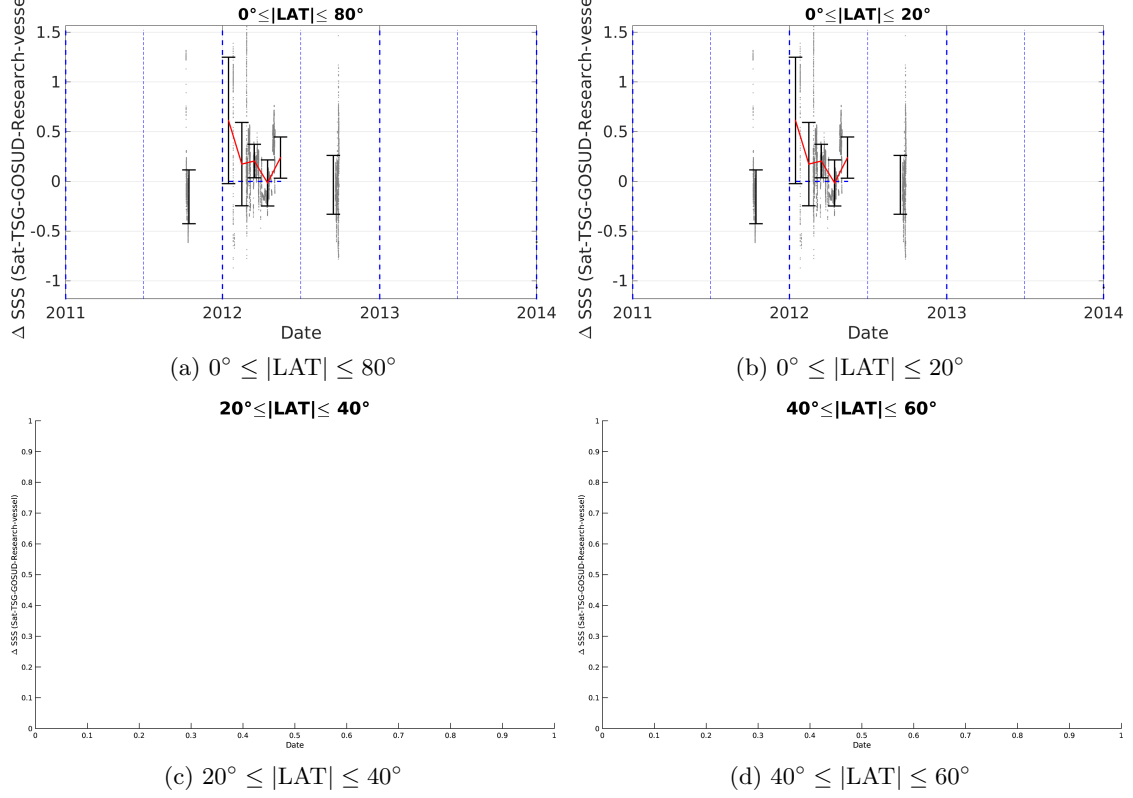 0°≤|LAT|≤ 80°
Δ SSS (Sat-TSG-GOSUD-Research-vessel
1.5
1
0.5
0
-0.5
-1
2011 2012 2013 2014
Date
(a) 0° ≤ |LAT| ≤ 80°
0°≤|LAT|≤ 20°
Δ SSS (Sat-TSG-GOSUD-Research-vesse
1.5
1
0.5
0
-0.5
-1
2011 2012 2013 2014
Date
(b) 0° ≤ |LAT| ≤ 20°
20°≤|LAT|≤ 40°
Δ SSS (Sat-TSG-GOSUD-Research-vessel)
1
0.9
0.8
0.7
0.6
0.5
0.4
0.3
0.2
0.1
0
0 0.1 0.2 0.3 0.4 0.5 0.6 0.7 0.8 0.9 1
Date
(c) 20° ≤ |LAT| ≤ 40°
40°≤|LAT|≤ 60°
Δ SSS (Sat-TSG-GOSUD-Research-vessel)
1
0.9
0.8
0.7
0.6
0.5
0.4
0.3
0.2
0.1
0
0 0.1 0.2 0.3 0.4 0.5 0.6 0.7 0.8 0.9 1
Date
(d) 40° ≤ |LAT| ≤ 60°